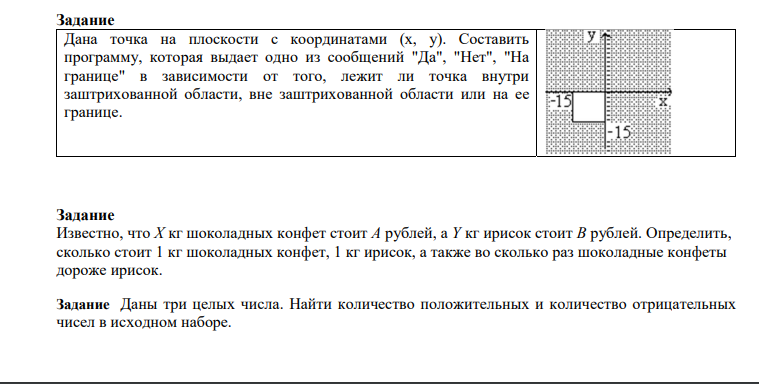 Задание
Дана точка на плоскости с координатами (x, y). Составить
программу, которая выдает одно из сообщений "Да", "Нет", "На
границе" в зависимости от того, лежит ли точка внутри
заштрихованной области, вне заштрихованной области или на ее
границе.
y
-15
x
-15
Задание
Известно, что X кг шоколадных конфет стоит A рублей, а Y кг ирисок стоит B рублей. Определить,
сколько стоит 1 кг шоколадных конфет, 1 кг ирисок, а также во сколько раз шоколадные конфеты
дороже ирисок.
Задание Даны три целых числа. Найти количество положительных и количество отрицательных
чисел в исходном наборе.